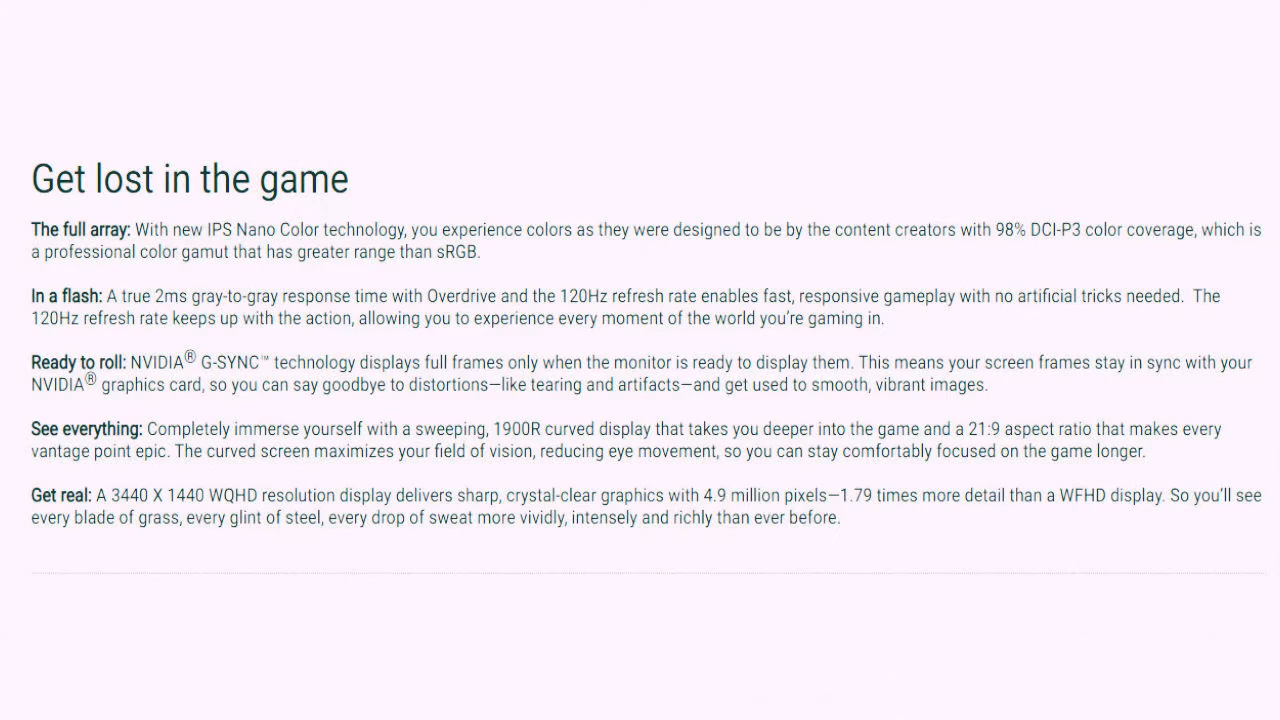 Get lost in the game
The full array: With new IPS Nano Color technology, you experience colors as they were designed to be by the content creators with 98% DCI-P3 color coverage, which is
a professional color gamut that has greater range than sRGB.
In a flash: A true 2ms gray-to-gray response time with Overdrive and the 120Hz refresh rate enables fast, responsive gameplay with no artificial tricks needed.  The
120Hz refresh rate keeps up with the action, allowing you to experience every moment of the world you’re gaming in.
Ready to roll: NVIDIA® G-SYNC™ technology displays full frames only when the monitor is ready to display them. This means your screen frames stay in sync with your
NVIDIA® graphics card, so you can say goodbye to distortions—like tearing and artifacts—and get used to smooth, vibrant images.
See everything: Completely immerse yourself with a sweeping, 1900R curved display that takes you deeper into the game and a 21:9 aspect ratio that makes every
vantage point epic. The curved screen maximizes your field of vision, reducing eye movement, so you can stay comfortably focused on the game longer.
Get real: A 3440 X 1440 WQHD resolution display delivers sharp, crystal-clear graphics with 4.9 million pixels—1.79 times more detail than a WFHD display. So you’ll see
every blade of grass, every glint of steel, every drop of sweat more vividly, intensely and richly than ever before.